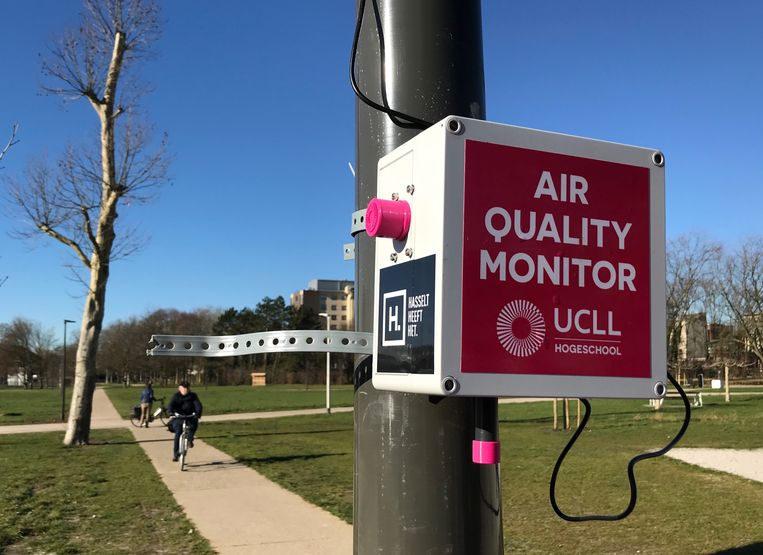 AIR
QUALITY
MONITOR
UCLL
HOGESCHOOL
H.
HASSELT
HEEFT
HET.